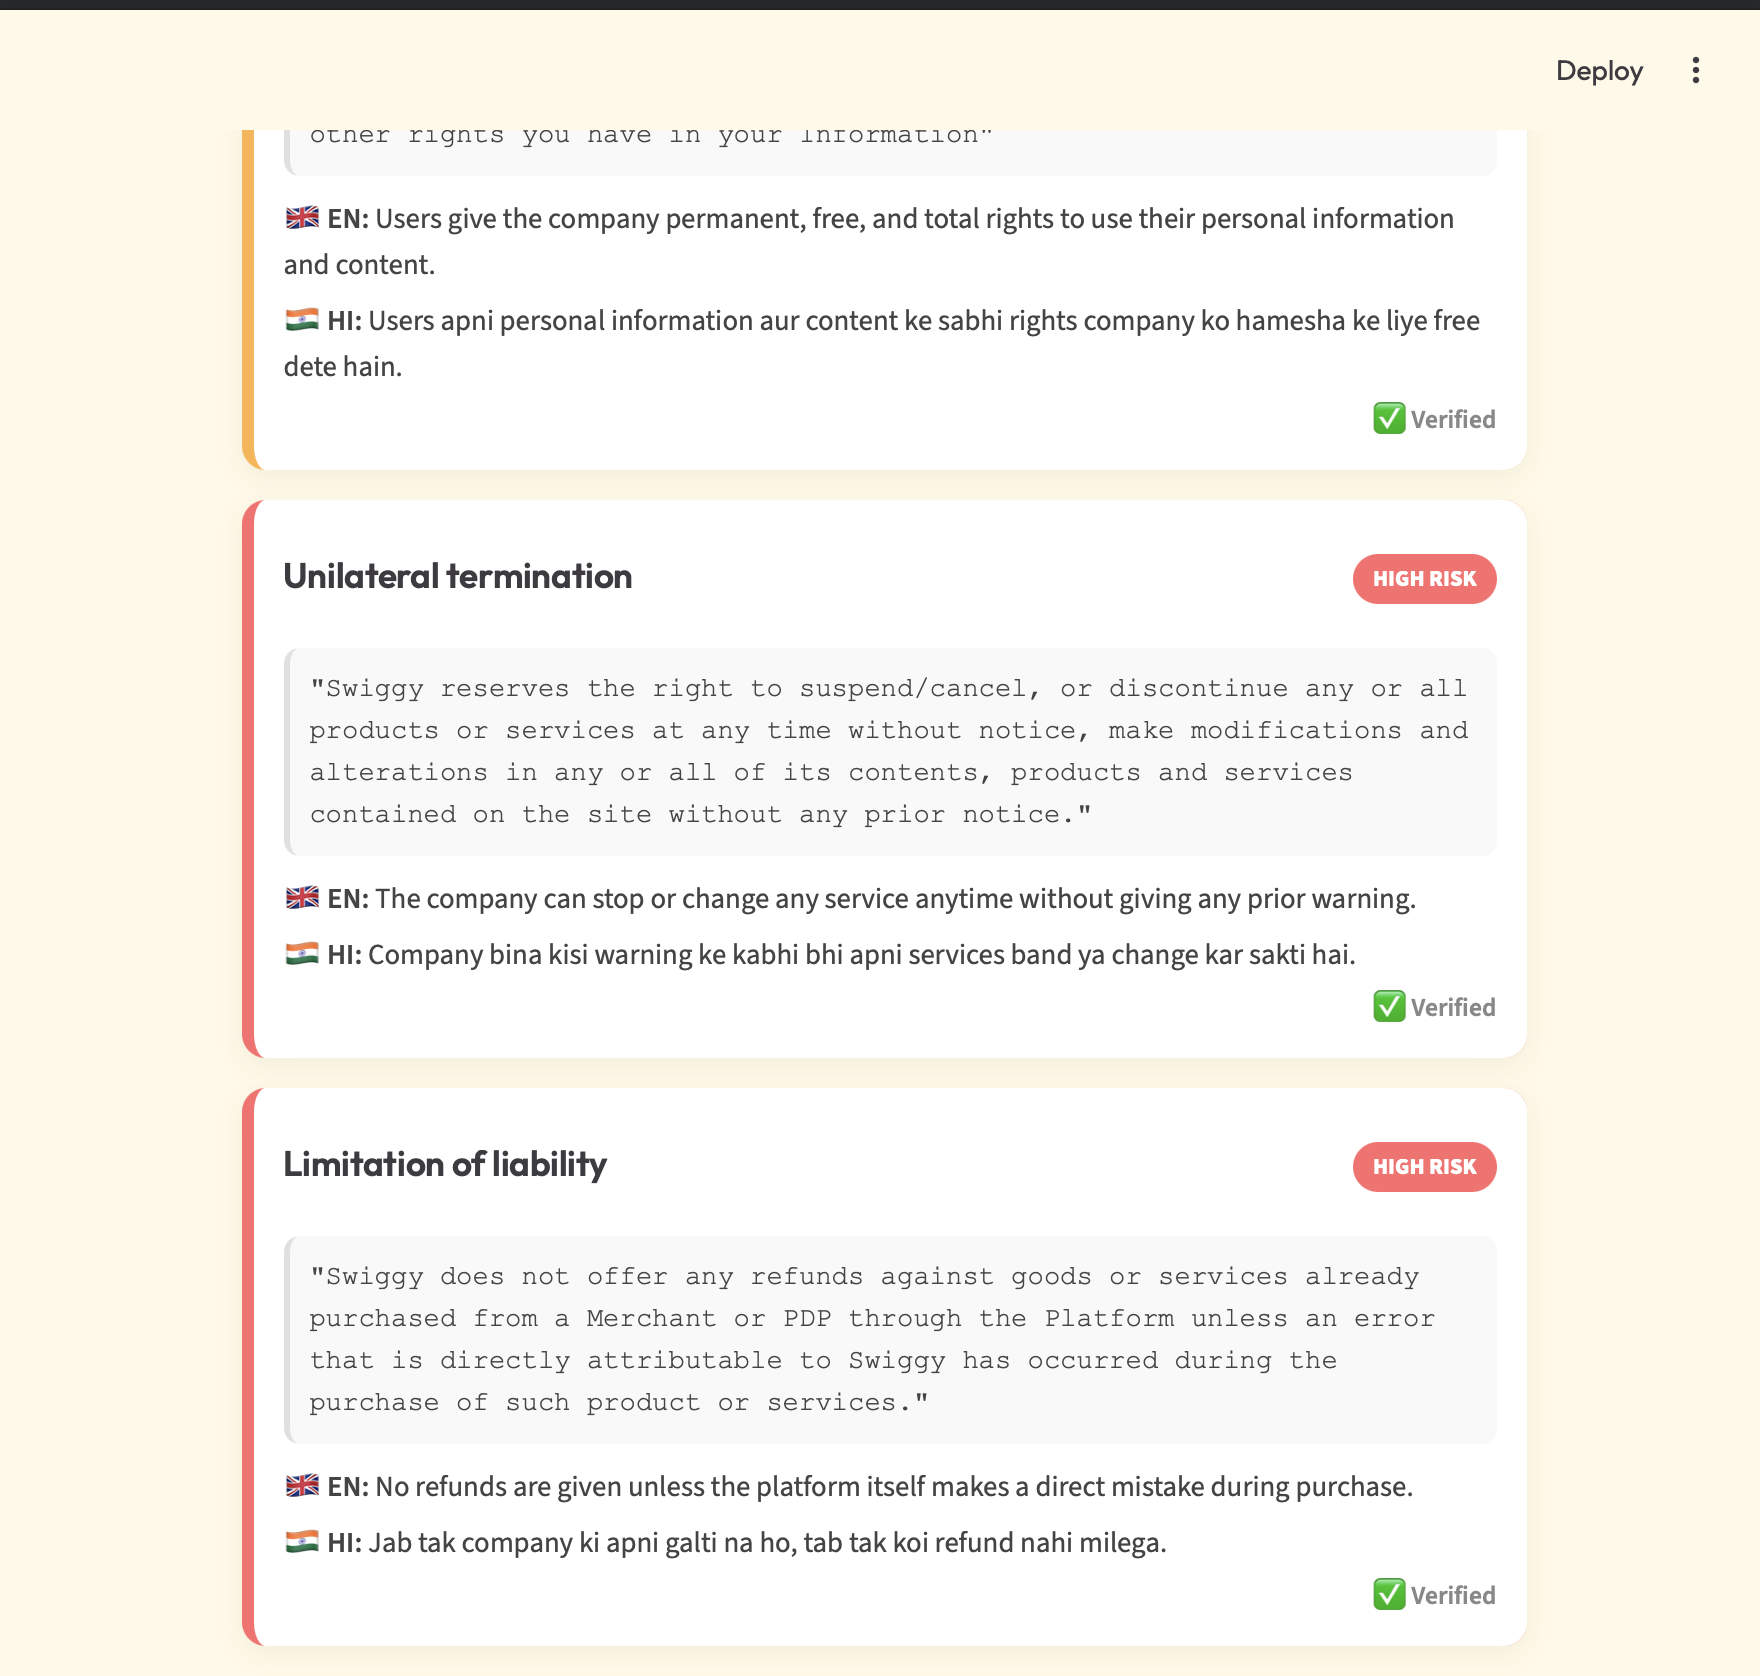 Deploy
other rights you have in your Information"
EN: Users give the company permanent, free, and total rights to use their personal information
and content.
HI: Users apni personal information aur content ke sabhi rights company ko hamesha ke liye free
dete hain.
Verified
Unilateral termination
HIGH RISK
"Swiggy reserves the right to suspend/cancel, or discontinue any or all
products or services at any time without notice, make modifications and
alterations in any or all of its contents, products and services
contained on the site without any prior notice."
EN: The company can stop or change any service anytime without giving any prior warning.
HI: Company bina kisi warning ke kabhi bhi apni services band ya change kar sakti hai.
Verified
Limitation of liability
HIGH RISK
"Swiggy does not offer any refunds against goods or services already
purchased from a Merchant or PDP through the Platform unless an error
that is directly attributable to Swiggy has occurred during the
purchase of such product or services."
EN: No refunds are given unless the platform itself makes a direct mistake during purchase.
HI: Jab tak company ki apni galti na ho, tab tak koi refund nahi milega.
Verified